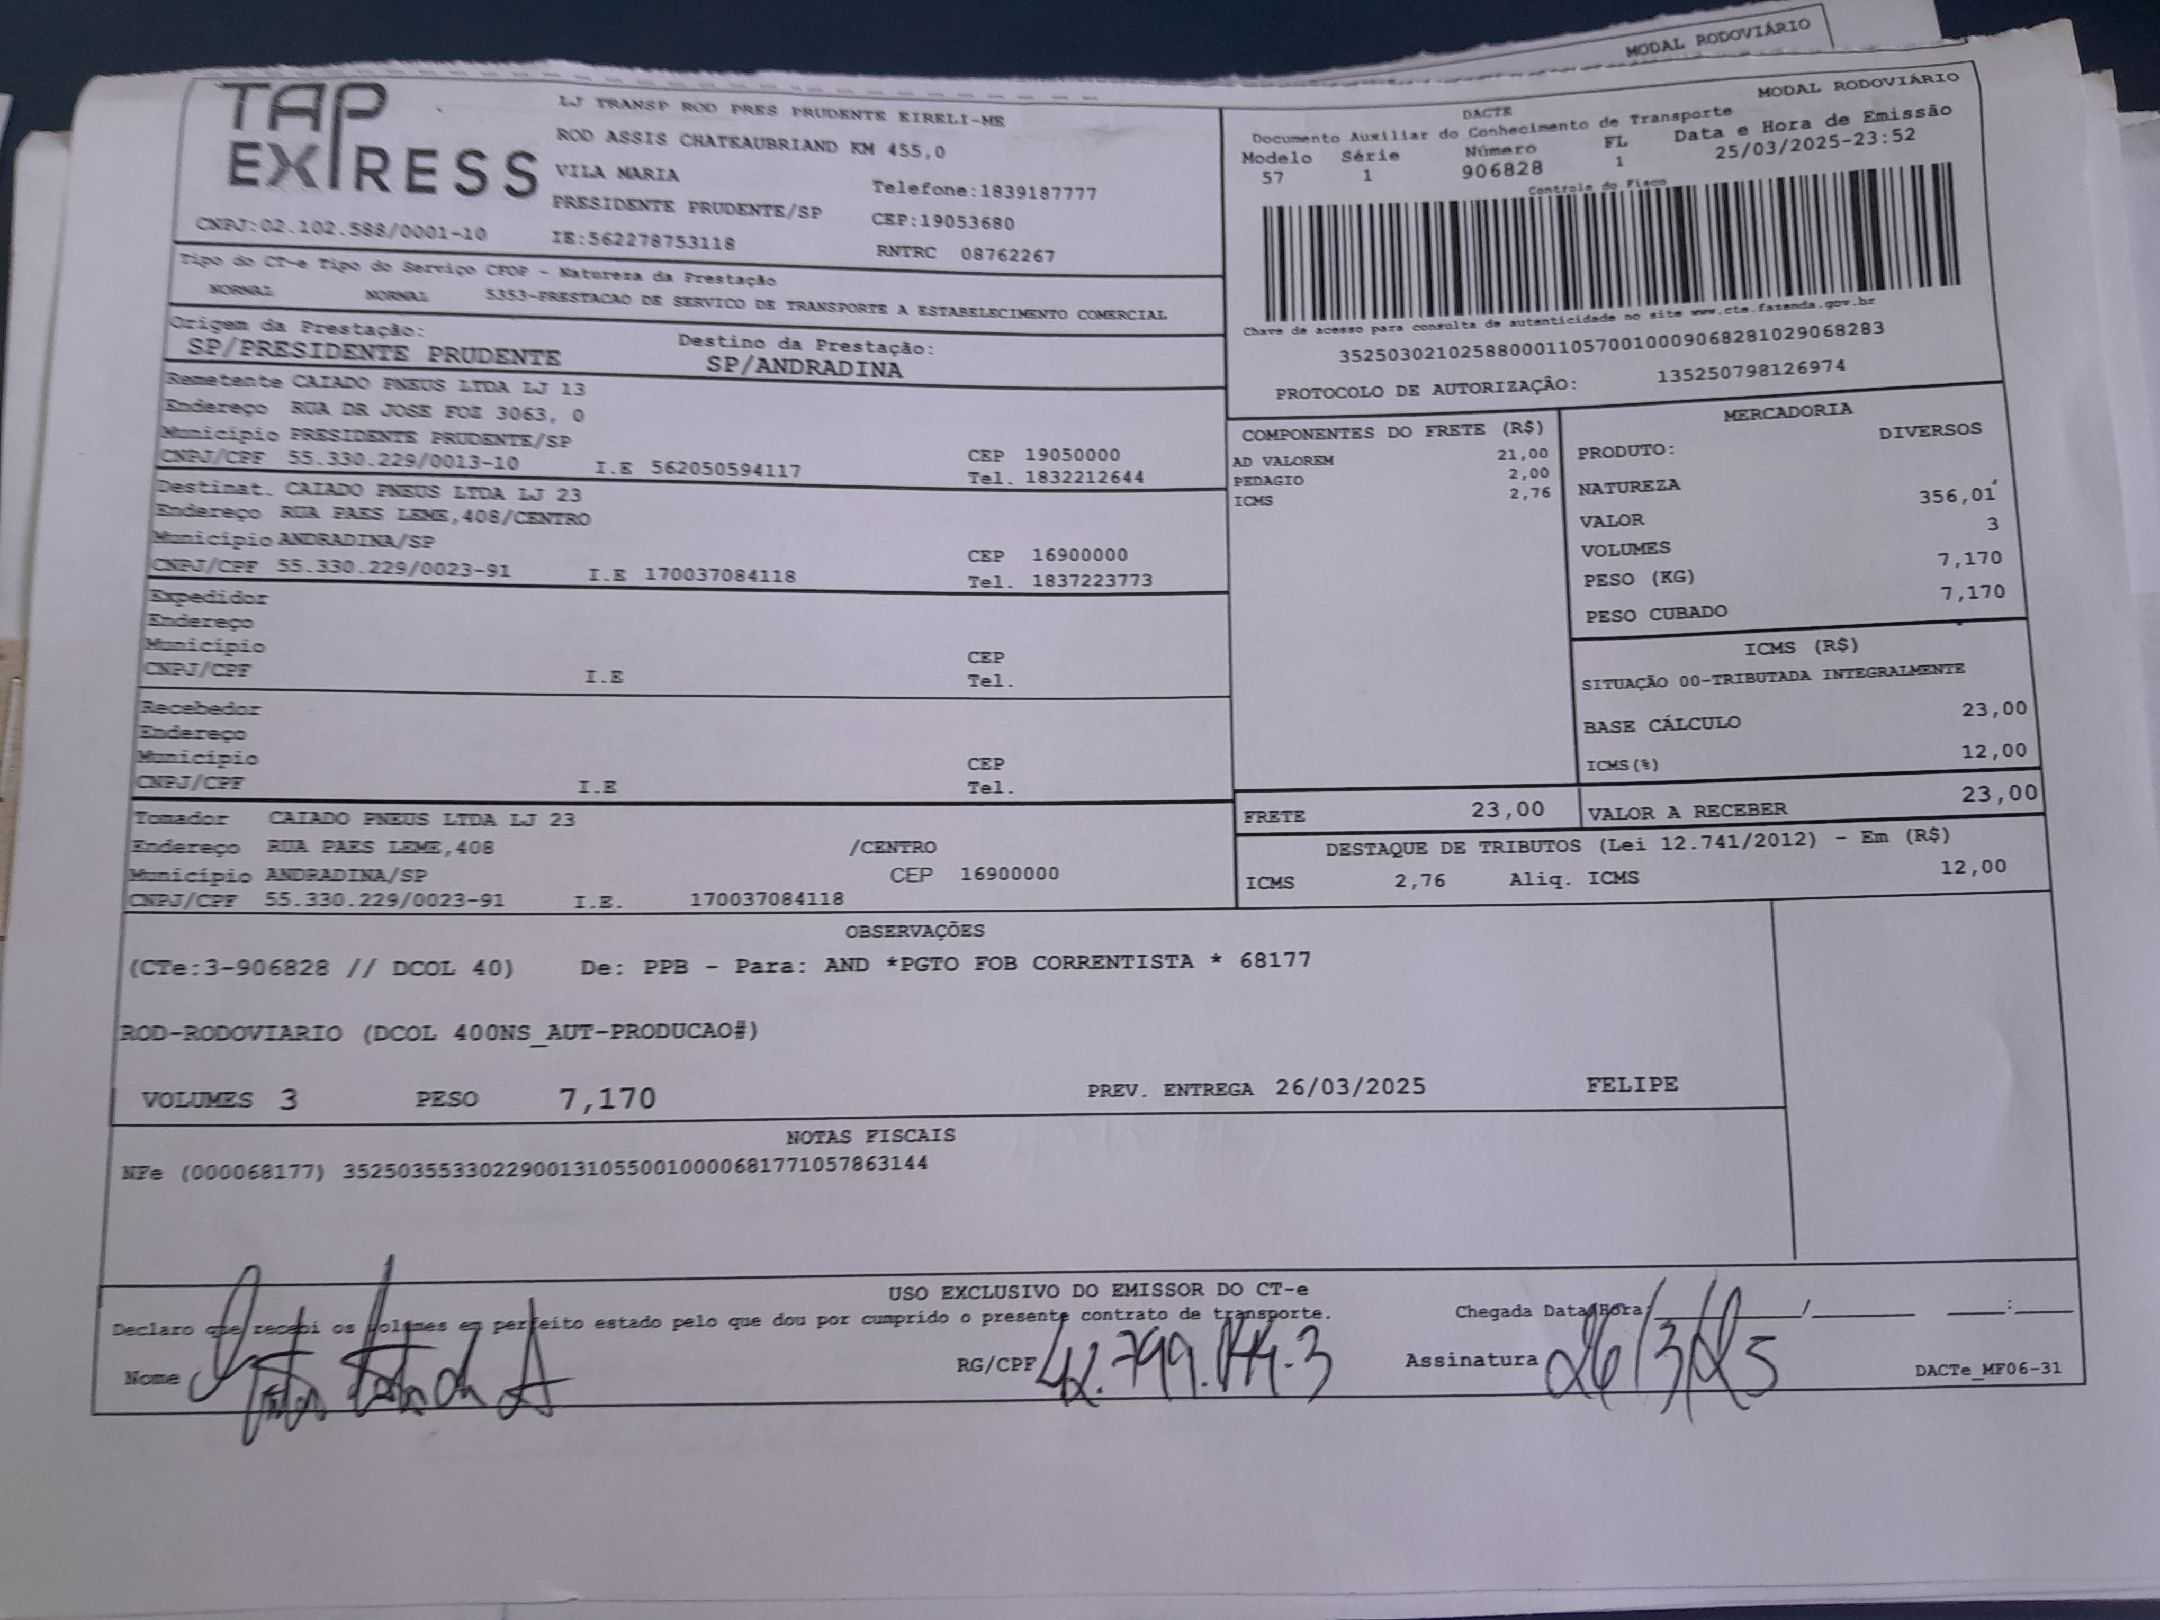 MODAL RODOVIÁRIO
TAP EXPRESS
LJ TRANSP ROD PRES PRUDENTE EIRELI-ME
ROD ASSIS CHATEAUBRIAND KM 455,0
VILA MARIA
Telefone:1839187777
PRESIDENTE PRUDENTE/SP
CEP:19053680
CNPJ:02.102.588/0001-10 IE:562278753118
RNTRC 08762267
MODAL RODOVIÁRIO
DACTE
Documento Auxiliar do Conhecimento de Transporte
Modelo Série Número FL Data e Hora de Emissão
57 1 906828 1 25/03/2025-23:52
Controle do Fisco
Chave de acesso para consulta de autenticidade no site www.cte.fazenda.gov.br
35250302102588000110570010009068281029068283
PROTOCOLO DE AUTORIZAÇÃO: 135250798126974
Tipo do CT-e Tipo do Serviço CFOP - Natureza da Prestação
NORMAL NORMAL 5353-PRESTACAO DE SERVICO DE TRANSPORTE A ESTABELECIMENTO COMERCIAL
Origem da Prestação: Destino da Prestação:
SP/PRESIDENTE PRUDENTE SP/ANDRADINA
Remetente CAIADO PNEUS LTDA LJ 13
Endereço RUA DR JOSE FOZ 3063, 0
Município PRESIDENTE PRUDENTE/SP CEP 19050000
CNPJ/CPF 55.330.229/0013-10 I.E 562050594117 Tel. 1832212644
Destinat. CAIADO PNEUS LTDA LJ 23
Endereço RUA PAES LEME,408/CENTRO
Município ANDRADINA/SP CEP 16900000
CNPJ/CPF 55.330.229/0023-91 I.E 170037084118 Tel. 1837223773
Expedidor
Endereço
Município CEP
CNPJ/CPF I.E Tel.
Recebedor
Endereço
Município CEP
CNPJ/CPF I.E Tel.
Tomador CAIADO PNEUS LTDA LJ 23
Endereço RUA PAES LEME,408 /CENTRO
Município ANDRADINA/SP CEP 16900000
CNPJ/CPF 55.330.229/0023-91 I.E. 170037084118
COMPONENTES DO FRETE (R$)
AD VALOREM 21,00
PEDAGIO 2,00
ICMS 2,76
MERCADORIA
PRODUTO: DIVERSOS
NATUREZA
VALOR 356,01
VOLUMES 3
PESO (KG) 7,170
PESO CUBADO 7,170
ICMS (R$)
SITUAÇÃO 00-TRIBUTADA INTEGRALMENTE
BASE CÁLCULO 23,00
ICMS(%) 12,00
FRETE 23,00 VALOR A RECEBER 23,00
DESTAQUE DE TRIBUTOS (Lei 12.741/2012) - Em (R$)
ICMS 2,76 Aliq. ICMS 12,00
OBSERVAÇÕES
(CTe:3-906828 // DCOL 40) De: PPB - Para: AND *PGTO FOB CORRENTISTA * 68177
ROD-RODOVIARIO (DCOL 400NS_AUT-PRODUCAO#)
VOLUMES 3 PESO 7,170 PREV. ENTREGA 26/03/2025 FELIPE
NOTAS FISCAIS
NFe (000068177) 35250355330229001310550010000681771057863144
USO EXCLUSIVO DO EMISSOR DO CT-e
Declaro que recebi os volumes em perfeito estado pelo que dou por cumprido o presente contrato de transporte. Chegada Data/Hora: / :
Nome RG/CPF Assinatura 26/3/25 DACTe_MF06-31